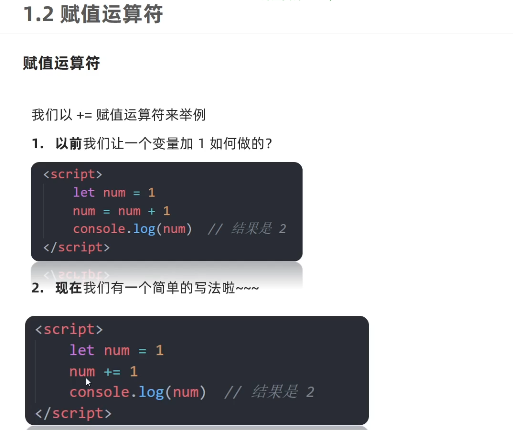 1.2 赋值运算符
赋值运算符
我们以 += 赋值运算符来举例
1. 以前我们让一个变量加 1 如何做的？
<script>
let num = 1
num = num + 1
console.log(num) // 结果是 2
</script>
2. 现在我们有一个简单的写法啦~~~
<script>
let num = 1
num += 1
console.log(num) // 结果是 2
</script>